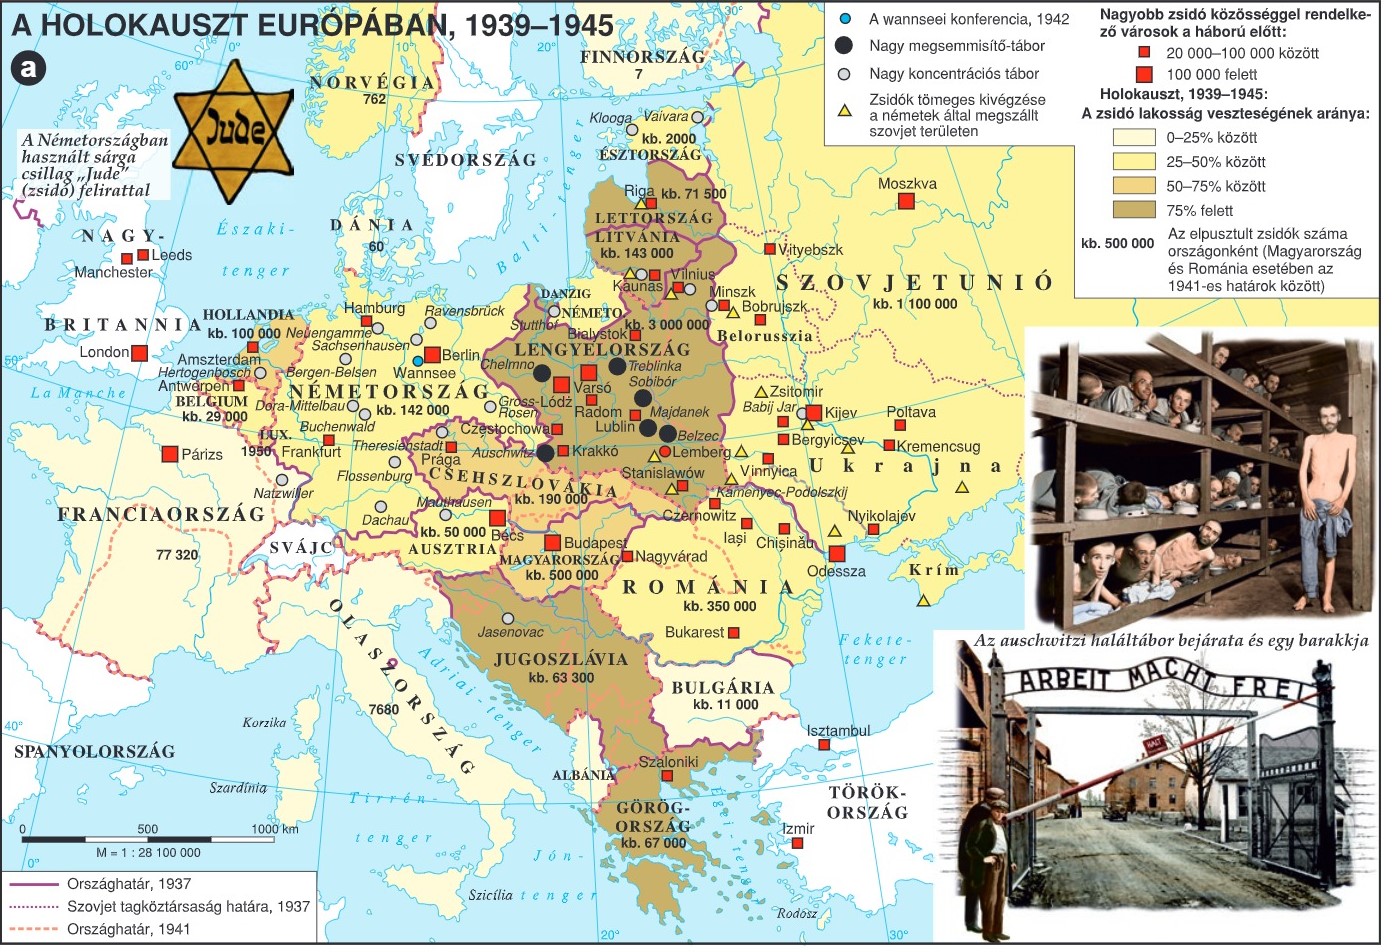 A HOLOKAUSZT EURÓPÁBAN, 1939–1945
a
Jude
A Németországban
használt sárga
csillag „Jude”
(zsidó) felirattal
A wannseei konferencia, 1942
Nagy megsemmisítő-tábor
Nagy koncentrációs tábor
Zsidók tömeges kivégzése
a németek által megszállt
szovjet területen
Nagyobb zsidó közösséggel rendelke-
ző városok a háború előtt:
20 000–100 000 között
100 000 felett
Holokauszt, 1939–1945:
A zsidó lakosság veszteségének aránya:
0–25% között
25–50% között
50–75% között
75% felett
kb. 500 000
Az elpusztult zsidók száma
országonként (Magyarország
és Románia esetében az
1941-es határok között)
0°
10°
20°
30°
60°
NORVÉGIA
762
FINNORSZÁG
7
SVÉDORSZÁG
Klooga
Vaivara
kb. 2000
ÉSZTORSZÁG
Riga
kb. 71 500
LETTORSZÁG
LITVÁNIA
kb. 143 000
Kaunas
Vilnius
Moszkva
Vityebszk
SZOVJETUNIÓ
kb. 1 100 000
Minszk
Bobrujszk
Belorusszia
Északi-
tenger
Balti-tenger
DÁNIA
60
NAGY-
Leeds
Manchester
BRITANNIA
London
50°
La Manche
HOLLANDIA
kb. 100 000
Amszterdam
Hertogenbosch
Antwerpen
BELGIUM
kb. 29 000
LUX.
1950
Hamburg
Neuengamme
Ravensbrück
Sachsenhausen
Bergen-Belsen
Berlin
Wannsee
NÉMETORSZÁG
kb. 142 000
Dora-Mittelbau
Buchenwald
Frankfurt
Flossenburg
Theresienstadt
Prága
Gross-
Rosen
DANZIG
NÉMETO.
Stutthof
Bialystok
kb. 3 000 000
LENGYELORSZÁG
Chelmno
Treblinka
Sobibór
Varsó
Lódź
Radom
Majdanek
Lublin
Częstochowa
Belzec
Auschwitz
Krakkó
Lemberg
Stanisławów
CSEHSZLOVÁKIA
kb. 190 000
Zsitomir
Babij Jar
Kijev
Poltava
Bergyicsev
Kremencsug
Vinnyica
Ukrajna
Kamenyec-Podolszkij
Czernowitz
Iaşi
Chişinău
Nyikolajev
Odessza
Krím
Párizs
FRANCIAORSZÁG
77 320
Natzwiller
Dachau
Mauthausen
SVÁJC
kb. 50 000
Bécs
AUSZTRIA
Budapest
MAGYARORSZÁG
kb. 500 000
Nagyvárad
ROMÁNIA
kb. 350 000
Bukarest
Jasenovac
JUGOSZLÁVIA
kb. 63 300
BULGÁRIA
kb. 11 000
OLASZORSZÁG
7680
Adriai-tenger
Fekete-
tenger
Isztambul
TÖRÖK-
ORSZÁG
Izmir
40°
SPANYOLORSZÁG
Korzika
Szardínia
Tirrén-
tenger
Jón-
tenger
Szicília
ALBÁNIA
Szaloniki
GÖRÖG-
ORSZÁG
kb. 67 000
Égei-tenger
Rodosz
0
500
1000 km
M = 1 : 28 100 000
0°
20°
30°
Országhatár, 1937
Szovjet tagköztársaság határa, 1937
Országhatár, 1941
Az auschwitzi haláltábor bejárata és egy barakkja
ARBEIT MACHT FREI
HALT